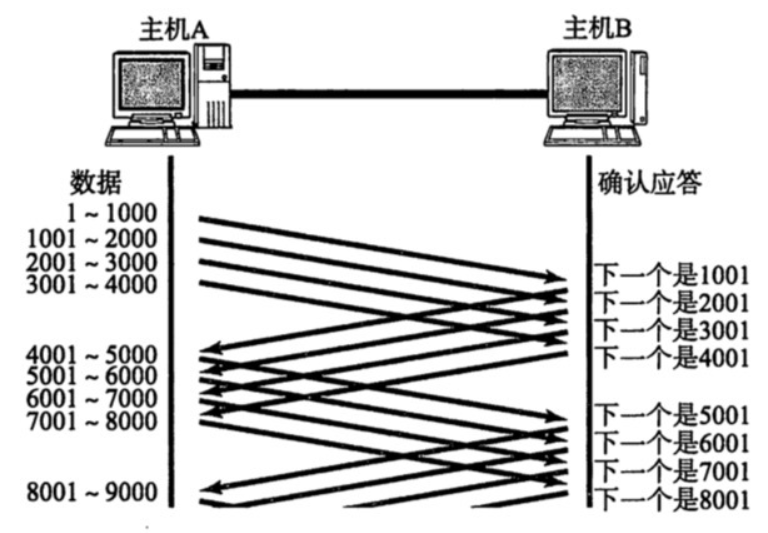 主机A
主机B
数据
确认应答
1 ~ 1000
1001 ~ 2000
2001 ~ 3000
3001 ~ 4000
下一个是1001
下一个是2001
下一个是3001
下一个是4001
4001 ~ 5000
5001 ~ 6000
6001 ~ 7000
7001 ~ 8000
下一个是5001
下一个是6001
下一个是7001
下一个是8001
8001 ~ 9000